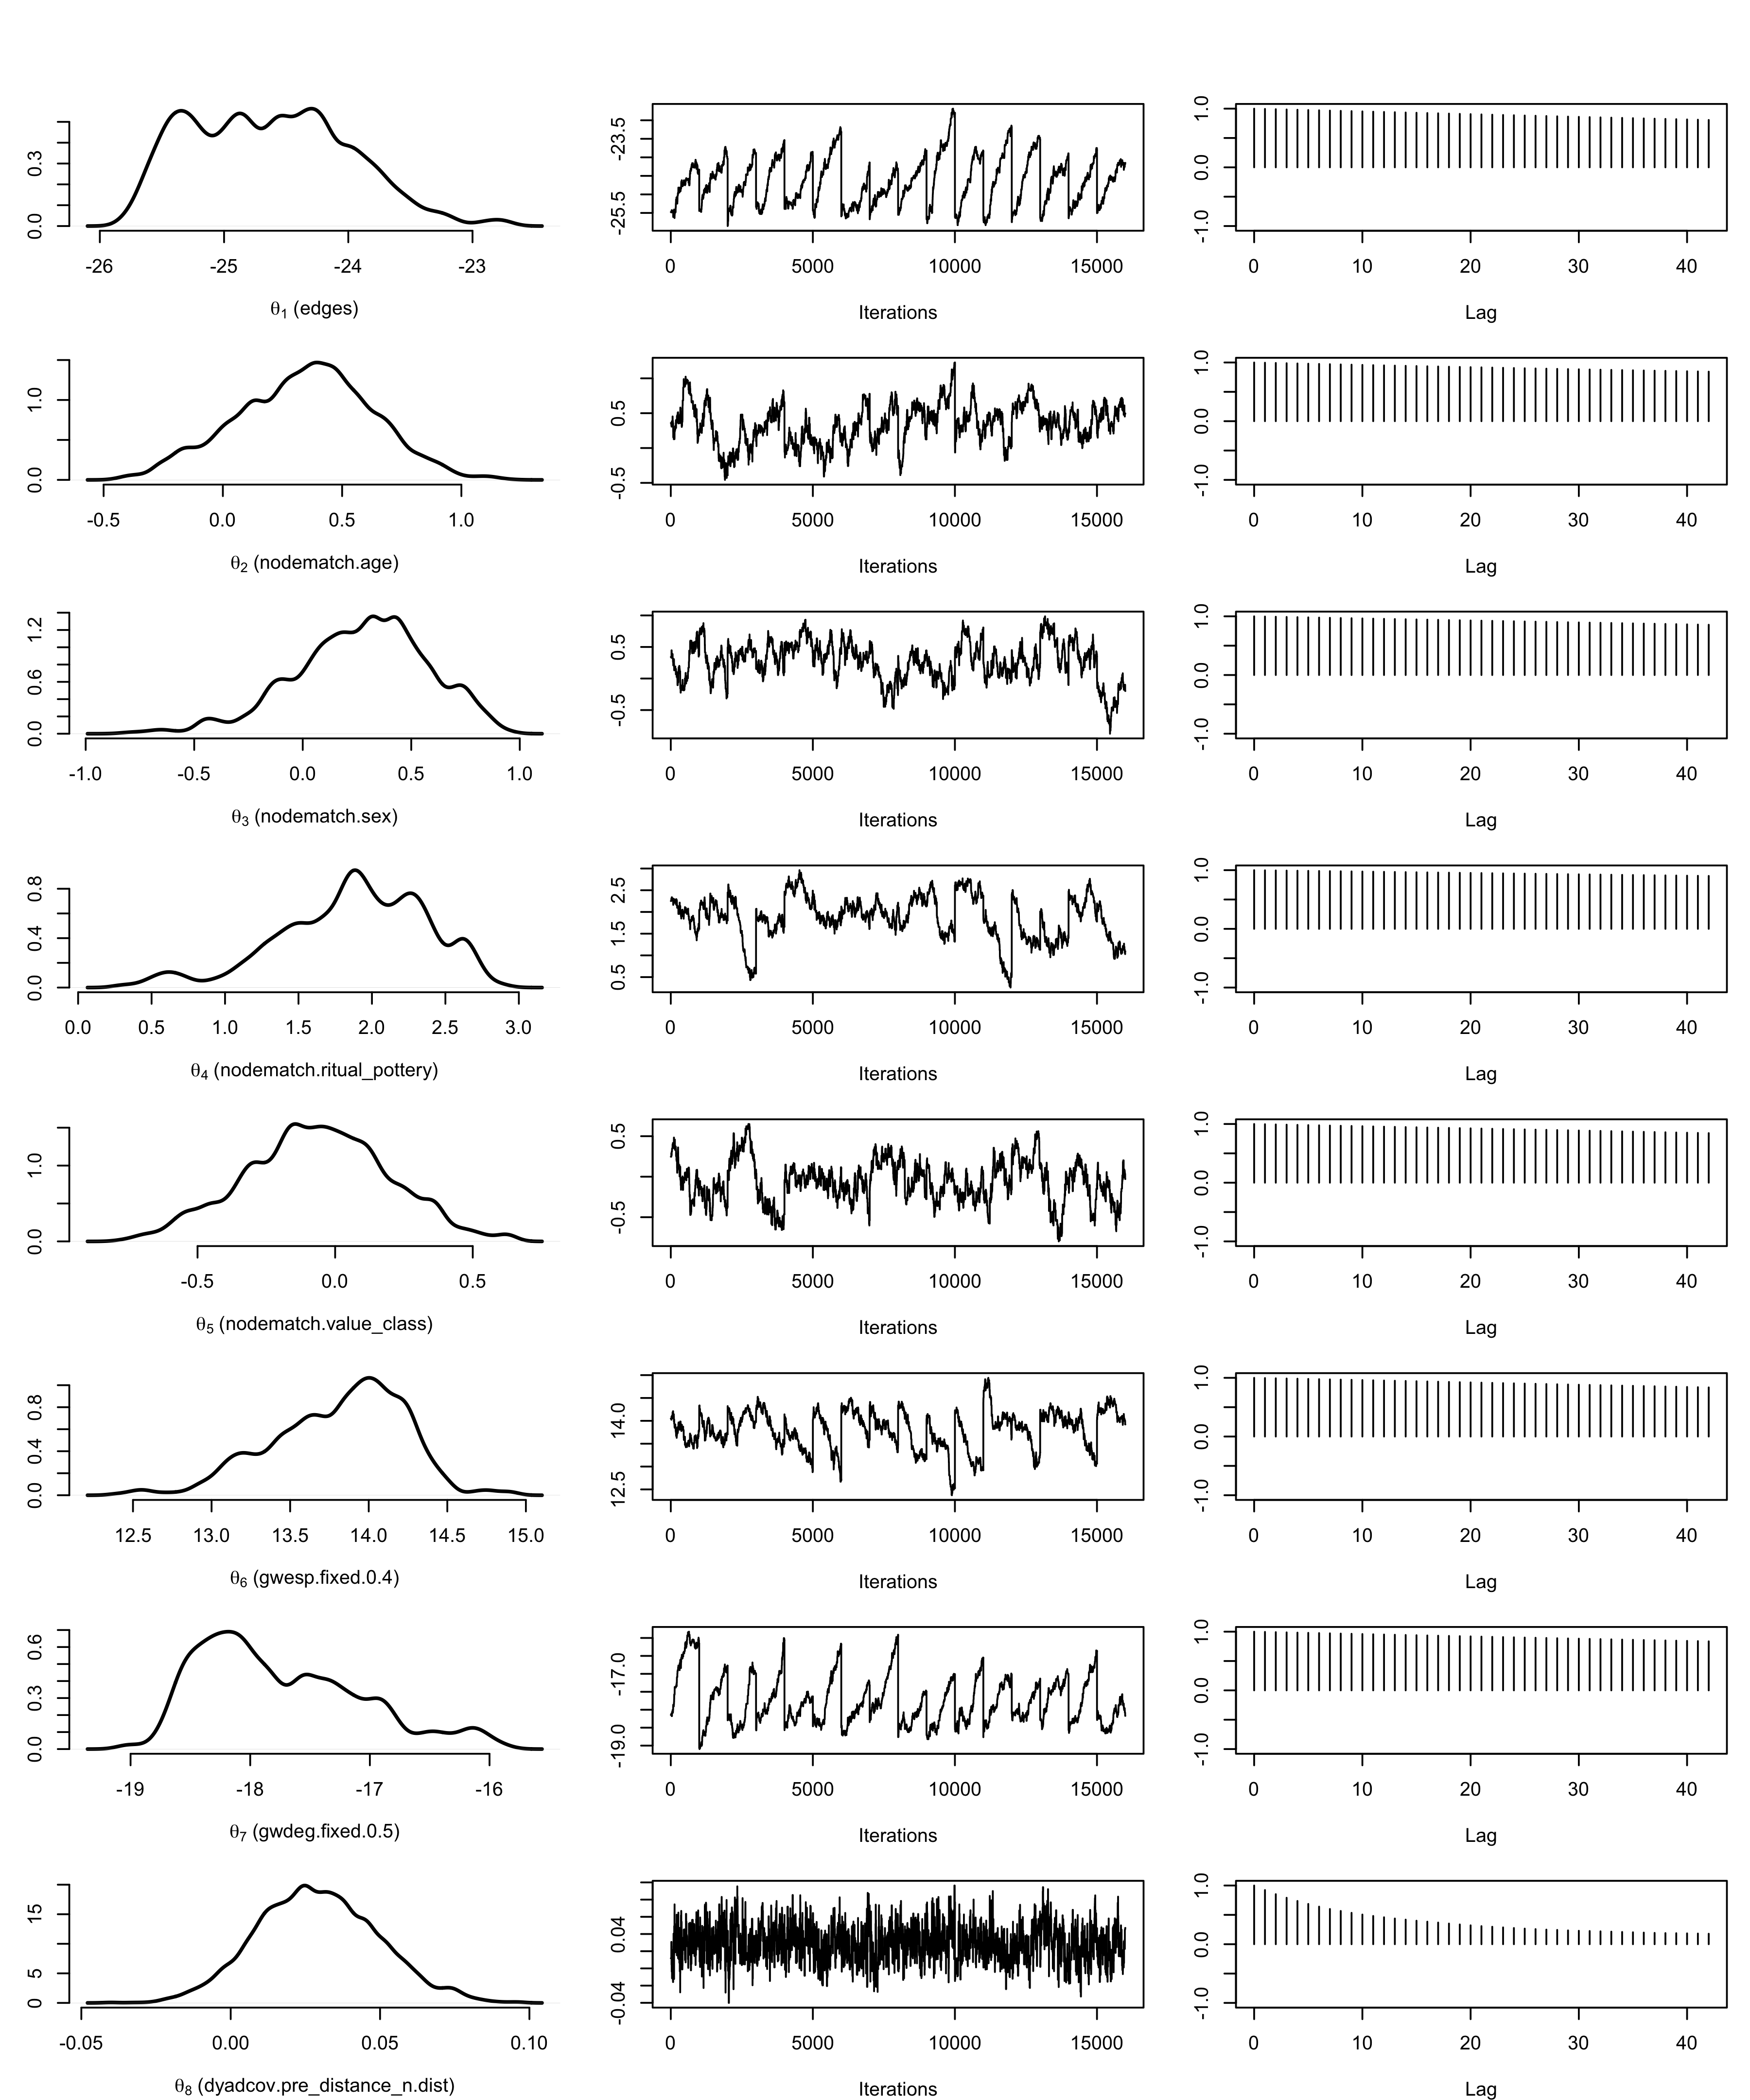 0.0 0.3
-26 -25 -24 -23
θ1 (edges)
-25.5 -23.5
0 5000 10000 15000
Iterations
-1.0 0.0 1.0
0 10 20 30 40
Lag
0.0 1.0
-0.5 0.0 0.5 1.0
θ2 (nodematch.age)
-0.5 0.5
0 5000 10000 15000
Iterations
-1.0 0.0 1.0
0 10 20 30 40
Lag
0.0 0.6 1.2
-1.0 -0.5 0.0 0.5 1.0
θ3 (nodematch.sex)
-0.5 0.5
0 5000 10000 15000
Iterations
-1.0 0.0 1.0
0 10 20 30 40
Lag
0.0 0.4 0.8
0.0 0.5 1.0 1.5 2.0 2.5 3.0
θ4 (nodematch.ritual_pottery)
0.5 1.5 2.5
0 5000 10000 15000
Iterations
-1.0 0.0 1.0
0 10 20 30 40
Lag
0.0 1.0
-0.5 0.0 0.5
θ5 (nodematch.value_class)
-0.5 0.5
0 5000 10000 15000
Iterations
-1.0 0.0 1.0
0 10 20 30 40
Lag
0.0 0.4 0.8
12.5 13.0 13.5 14.0 14.5 15.0
θ6 (gwesp.fixed.0.4)
12.5 14.0
0 5000 10000 15000
Iterations
-1.0 0.0 1.0
0 10 20 30 40
Lag
0.0 0.3 0.6
-19 -18 -17 -16
θ7 (gwdeg.fixed.0.5)
-19.0 -17.0
0 5000 10000 15000
Iterations
-1.0 0.0 1.0
0 10 20 30 40
Lag
0 5 15
-0.05 0.00 0.05 0.10
θ8 (dyadcov.pre_distance_n.dist)
-0.04 0.04
0 5000 10000 15000
Iterations
-1.0 0.0 1.0
0 10 20 30 40
Lag